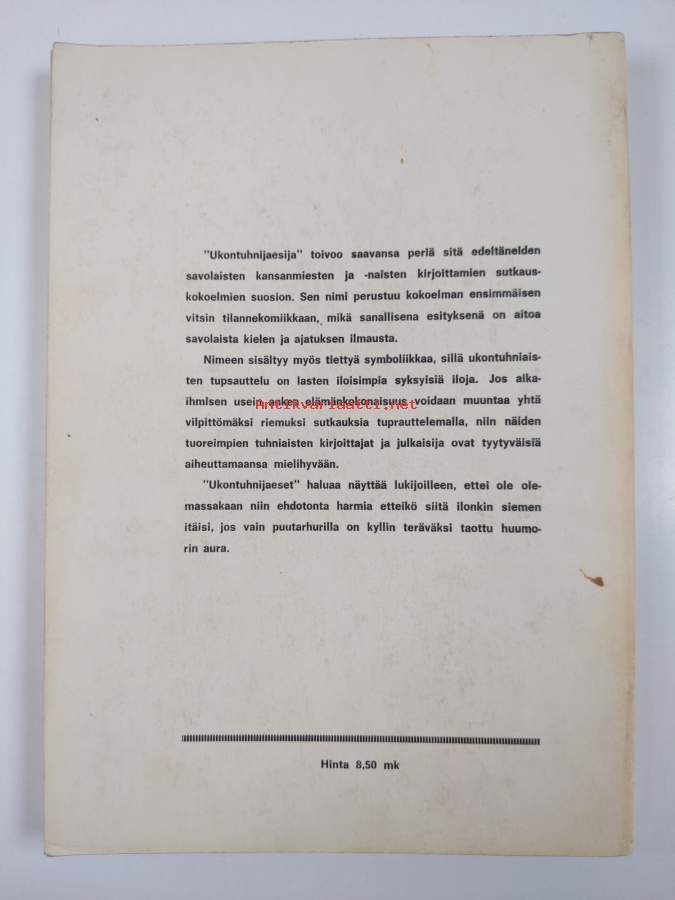 "Ukontuhnijaesija" toivoo saavansa periä sitä edeltäneiden
savolaisten kansanmiesten ja -naisten kirjoittamien sutkaus-
kokoelmien suosion. Sen nimi perustuu kokoelman ensimmäisen
vitsin tilannekomiikkaan, mikä sanallisena esityksenä on aitoa
savolaista kielen ja ajatuksen ilmausta.
Nimeen sisältyy myös tiettyä symboliikkaa, sillä ukontuhniais-
ten tupsauttelu on lasten iloisimpia syksyisiä iloja. Jos aika-
ihmisen usein ankea elämänkokonaisuus voidaan muuntaa yhtä
Antikvariaatti.net
vilpittömäksi riemuksi sutkauksia tuprauttelemalla, niin näiden
tuoreimpien tuhniaisten kirjoittajat ja julkaisija ovat tyytyväisiä
aiheuttamaansa mielihyvään.
"Ukontuhnijaeset" haluaa näyttää lukijoilleen, ettei ole ole-
massakaan niin ehdotonta harmia etteikö siitä ilonkin siemen
itäisi, jos vain puutarhurilla on kyllin teräväksi taottu huumo-
rin aura.
Hinta 8,50 mk